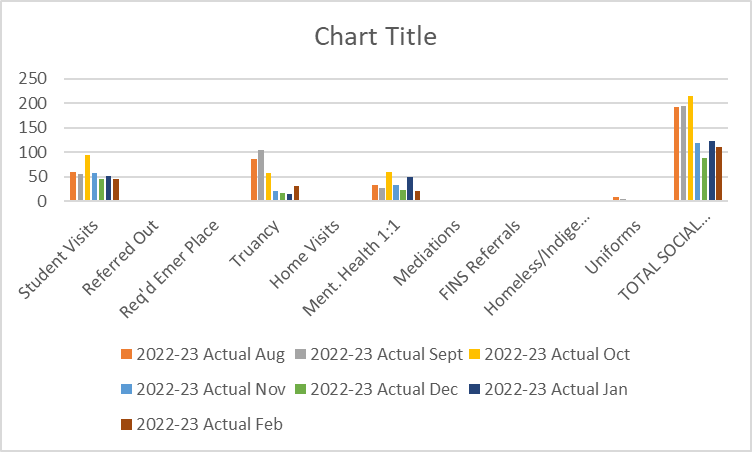 Chart Title
250
200
150
100
50
0
Student Visits
Referred Out
Req'd Emer Place
Truancy
Home Visits
Ment. Health 1:1
Mediations
FINS Referrals
Homeless/Indige...
Uniforms
TOTAL SOCIAL...
2022-23 Actual Aug 2022-23 Actual Sept 2022-23 Actual Oct
2022-23 Actual Nov 2022-23 Actual Dec 2022-23 Actual Jan
2022-23 Actual Feb